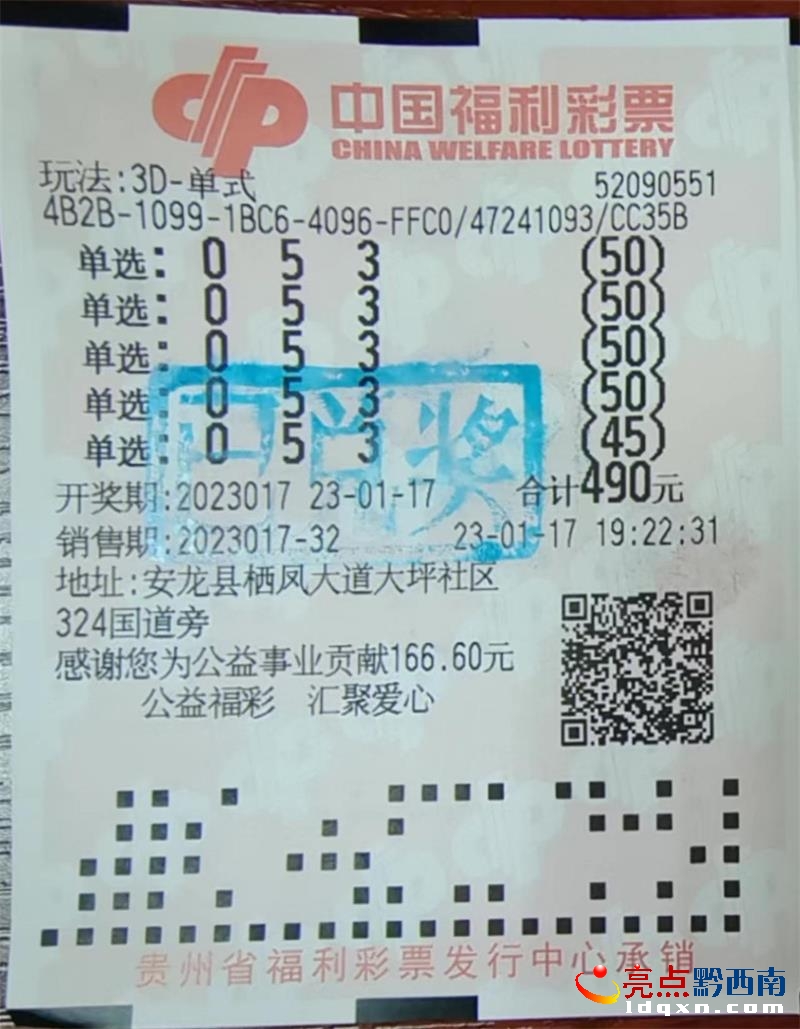 中国福利彩票
CHINA WELFARE LOTTERY
玩法:3D-单式 52090551
4B2B-1099-1BC6-4096-FFC0/47241093/CC35B
单选: 0 5 3 (50)
单选: 0 5 3 (50)
单选: 0 5 3 (50)
单选: 0 5 3 (50)
单选: 0 5 3 (45)
已兑奖
开奖期:2023017 23-01-17 合计490元
销售期:2023017-32 23-01-17 19:22:31
地址:安龙县栖凤大道大坪社区
324国道旁
感谢您为公益事业贡献166.60元
公益福彩 汇聚爱心
贵州省福利彩票发行中心承销
亮点黔西南
ldqxn.com